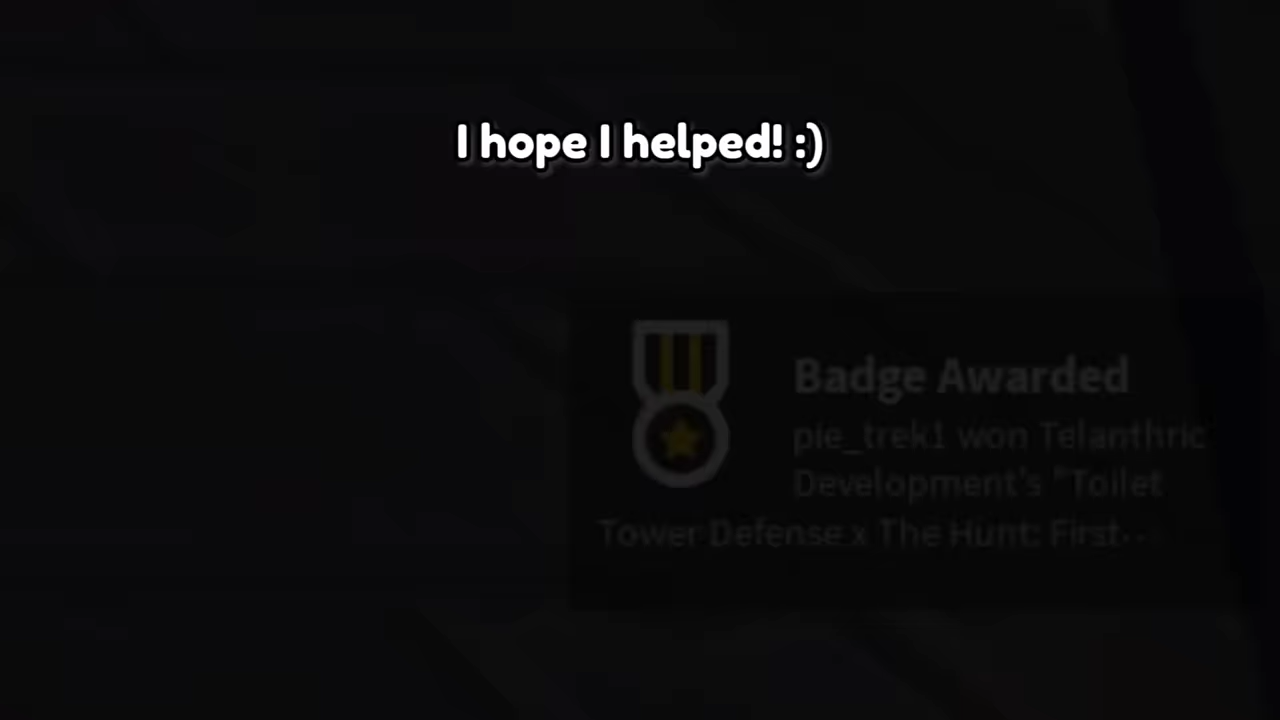 I hope I helped! :)
Badge Awarded
pie_trek1 won Telanthric
Development's "Toilet
Tower Defense x The Hunt: First...